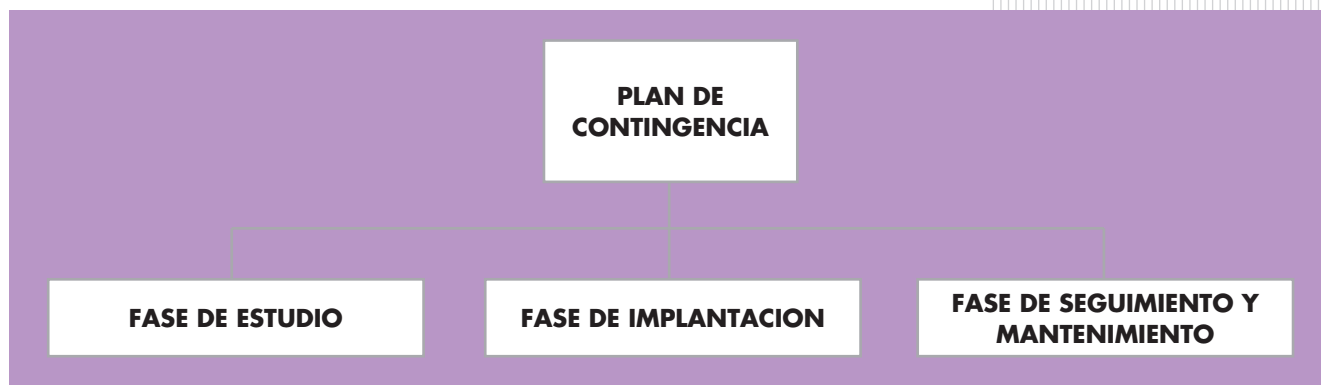 PLAN DE
CONTINGENCIA
FASE DE ESTUDIO
FASE DE IMPLANTACION
FASE DE SEGUIMIENTO Y
MANTENIMIENTO